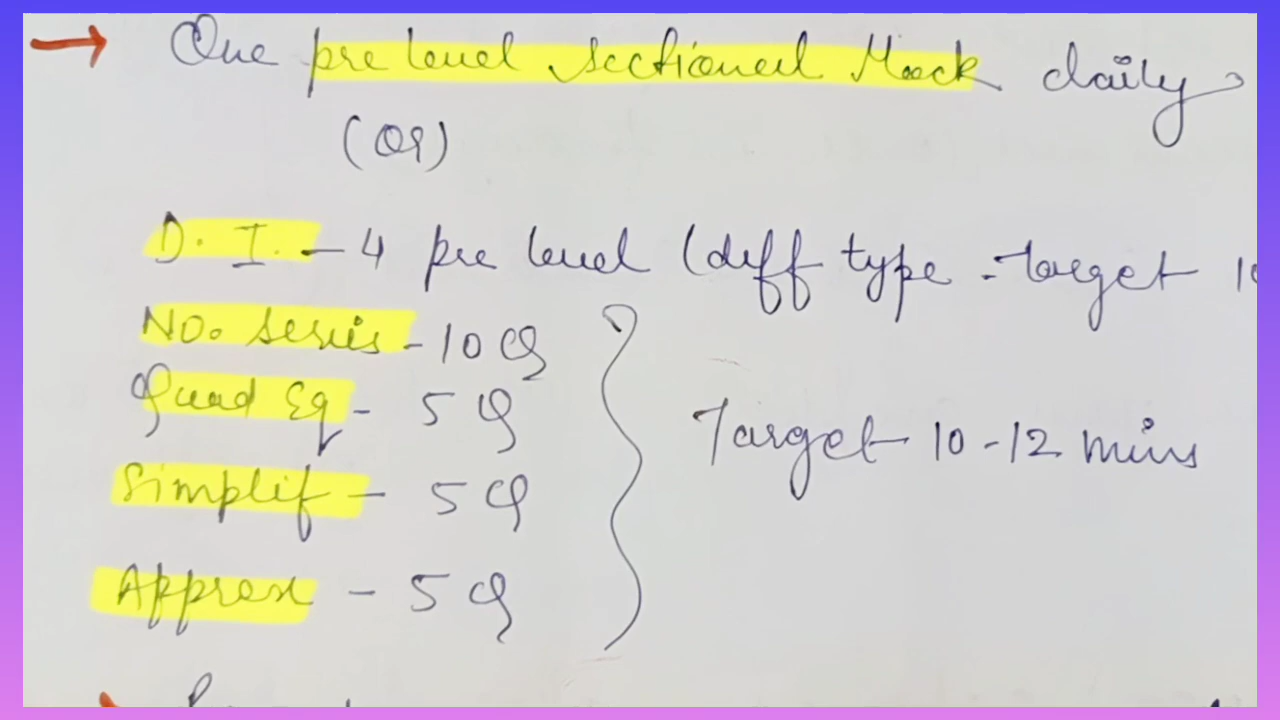 → One pre level sectional Mock daily
(OR)
D. I. - 4 pre level (diff type - Target
No. series - 10 Q
Quad Eq - 5 Q
Simplif - 5 Q
Approx - 5 Q
Target 10-12 mins